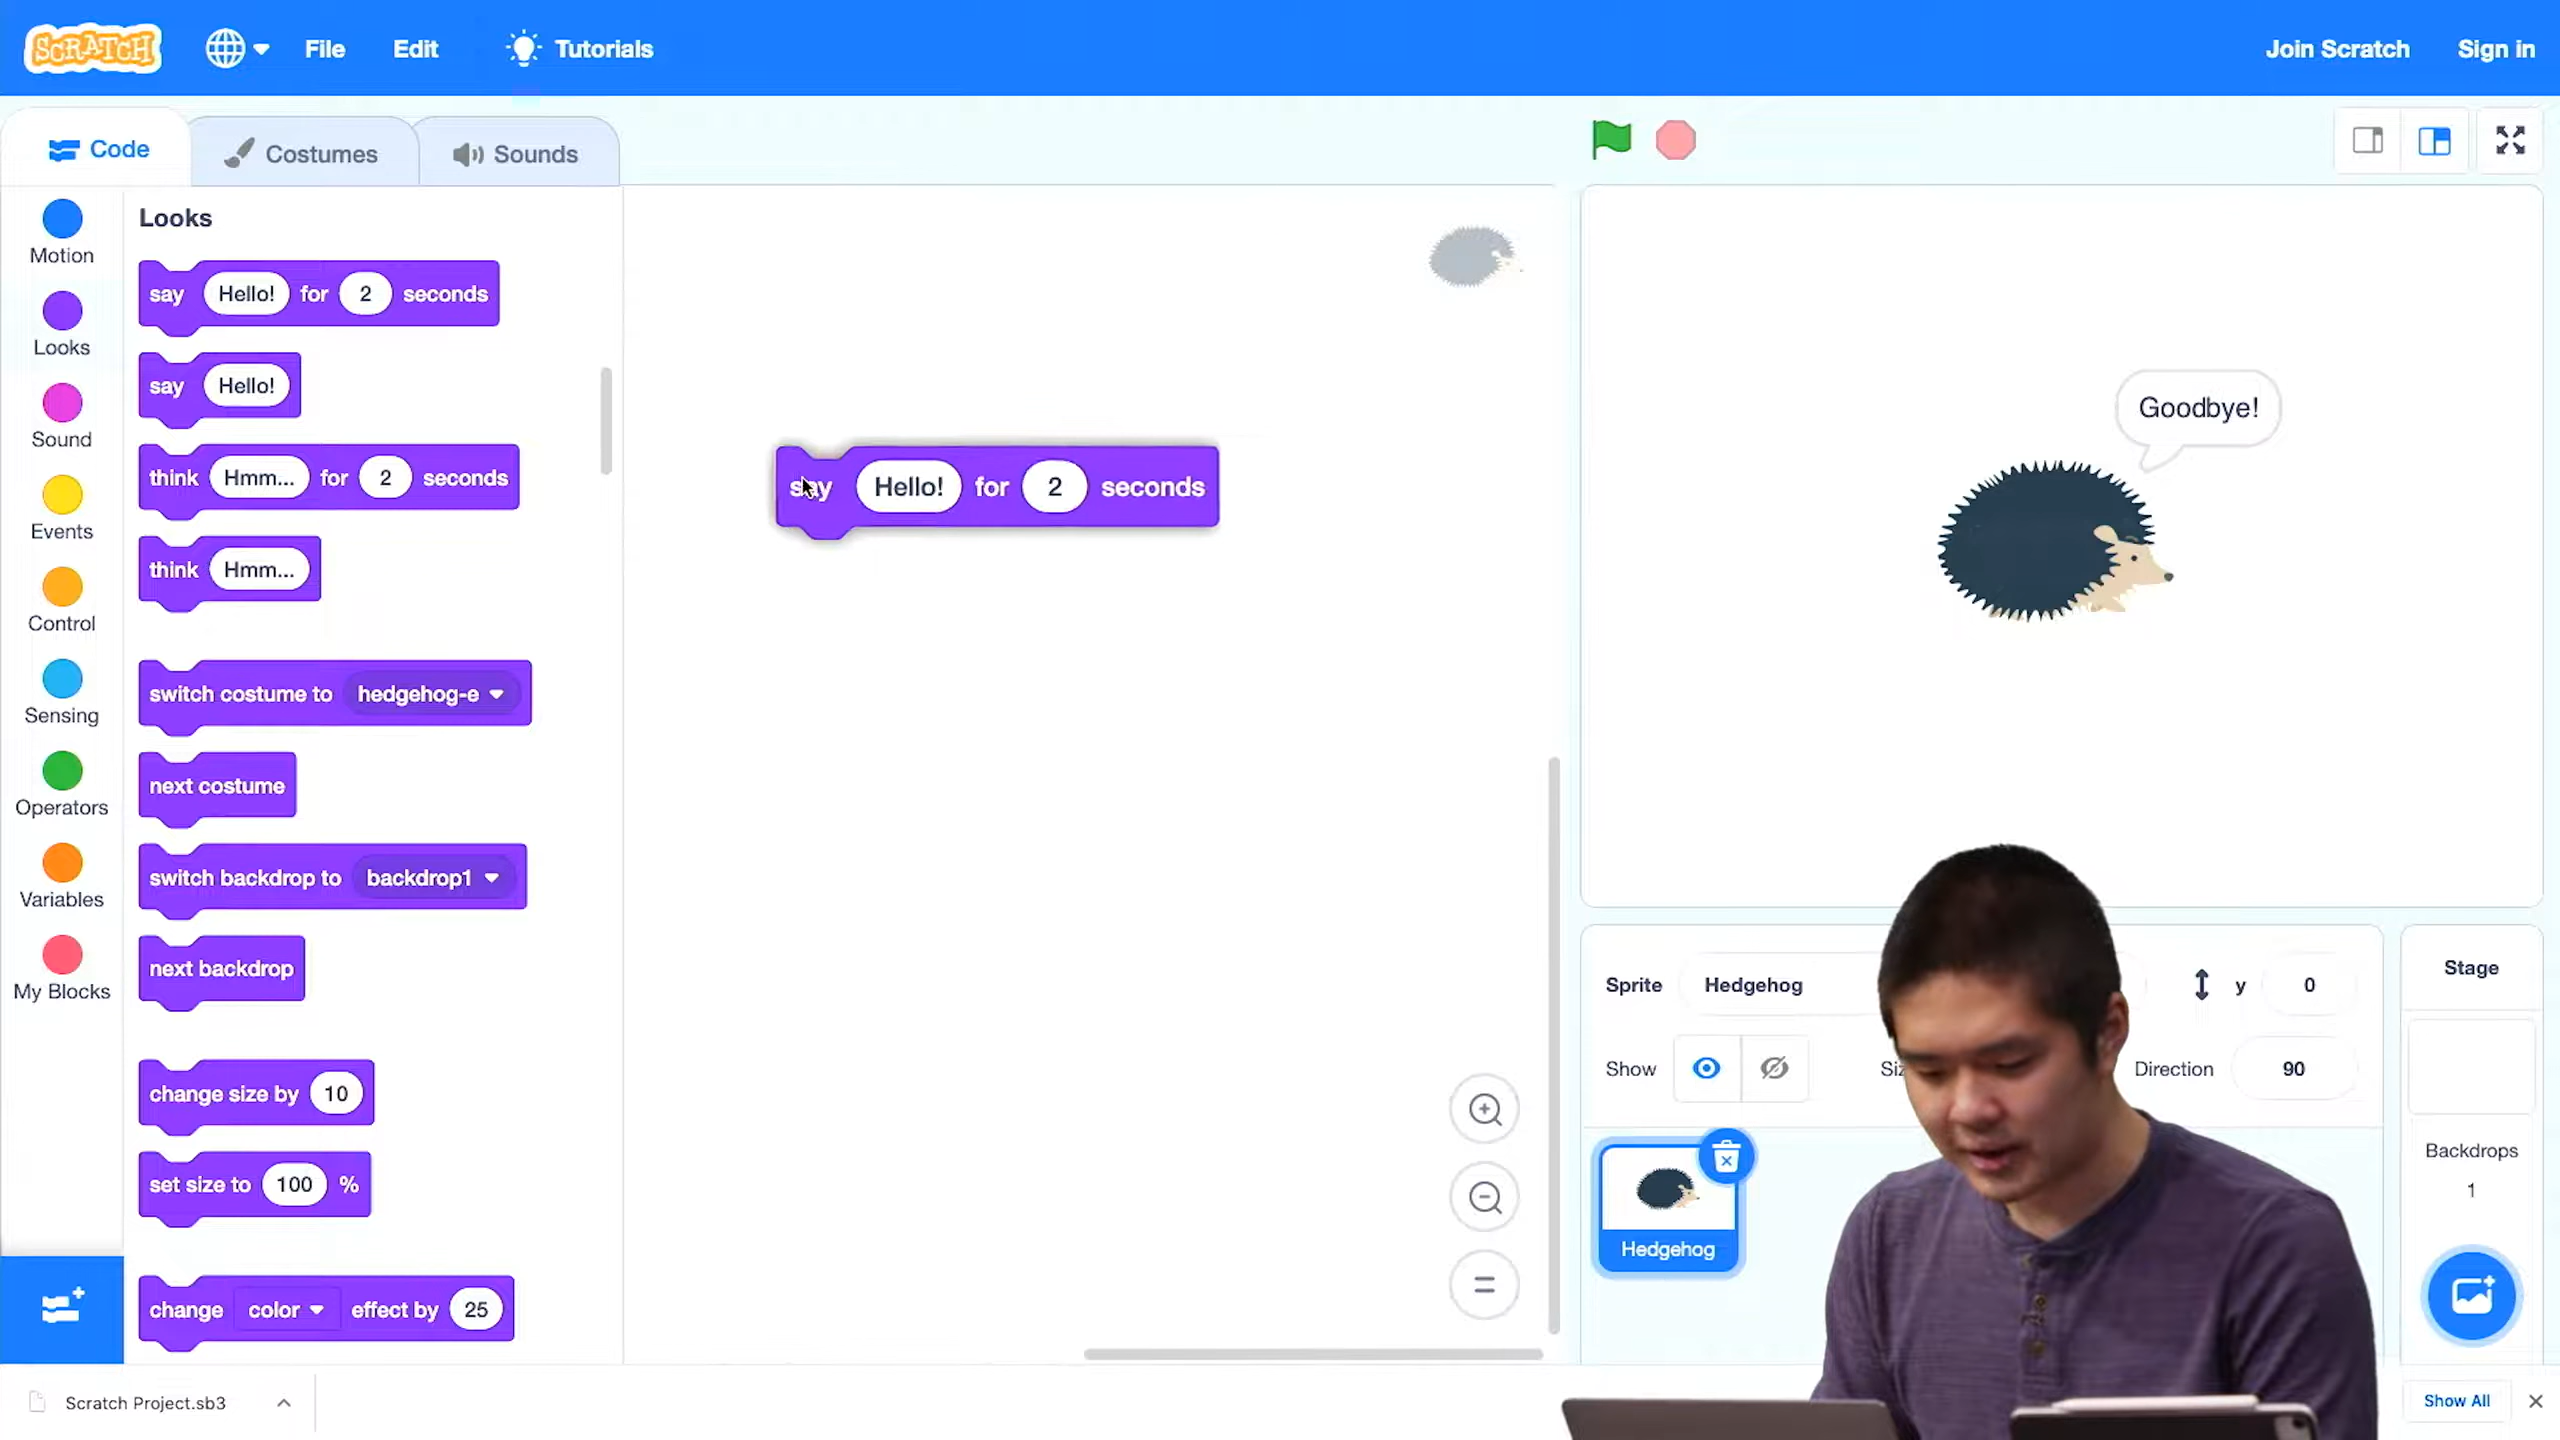 SCRATCH
File
Edit
Tutorials
Join Scratch
Sign in
Code
Costumes
Sounds
Motion
Looks
Sound
Events
Control
Sensing
Operators
Variables
My Blocks
Looks
say Hello! for 2 seconds
say Hello!
think Hmm... for 2 seconds
think Hmm...
switch costume to hedgehog-e
next costume
switch backdrop to backdrop1
next backdrop
change size by 10
set size to 100 %
change color effect by 25
say Hello! for 2 seconds
Goodbye!
Sprite Hedgehog y 0
Show Direction 90
Hedgehog
Stage
Backdrops
1
Scratch Project.sb3
Show All